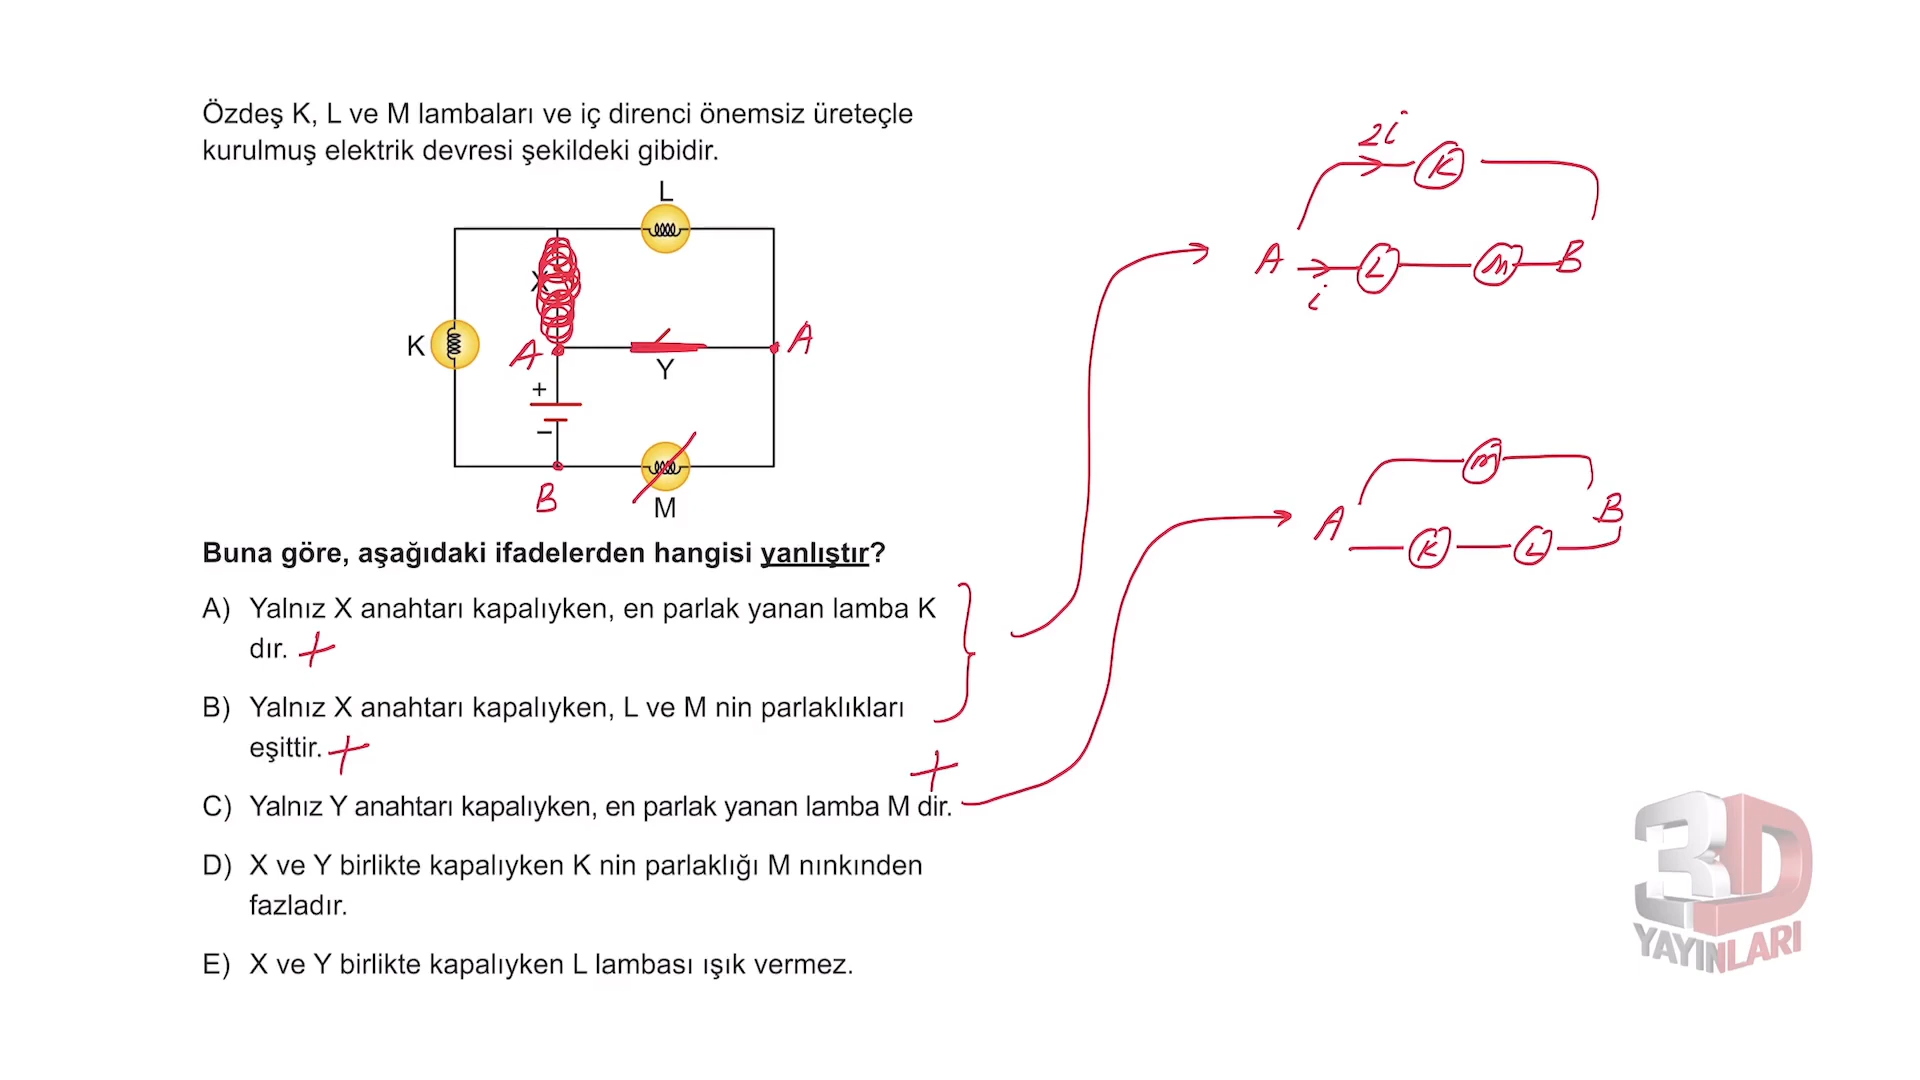 Özdeş K, L ve M lambaları ve iç direnci önemsiz üreteçle
kurulmuş elektrik devresi şekildeki gibidir.
L
X
K
A
A
Y
+
−
B
M
Buna göre, aşağıdaki ifadelerden hangisi yanlıştır?
A) Yalnız X anahtarı kapalıyken, en parlak yanan lamba K
dır. +
B) Yalnız X anahtarı kapalıyken, L ve M nin parlaklıkları
eşittir. +
+
C) Yalnız Y anahtarı kapalıyken, en parlak yanan lamba M dir.
D) X ve Y birlikte kapalıyken K nin parlaklığı M nınkınden
fazladır.
E) X ve Y birlikte kapalıyken L lambası ışık vermez.
2i
K
A L M B
i
M
A B
K L
3D
YAYINLARI